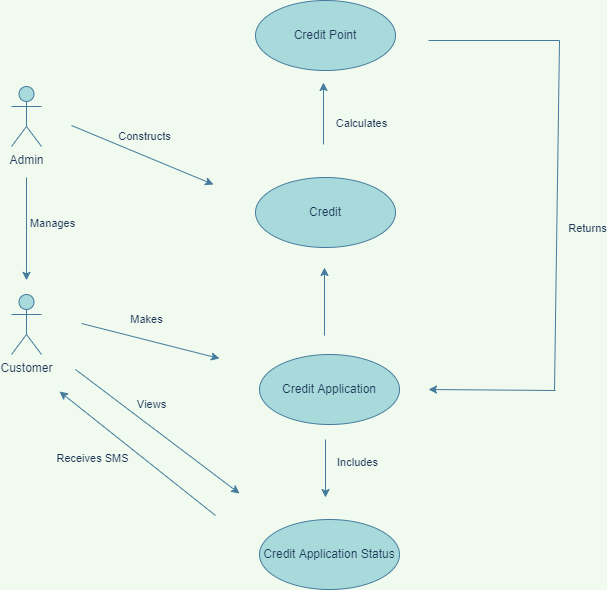 Credit Point
Calculates
Constructs
Admin
Credit
Manages
Returns
Makes
Customer
Credit Application
Views
Receives SMS
Includes
Credit Application Status